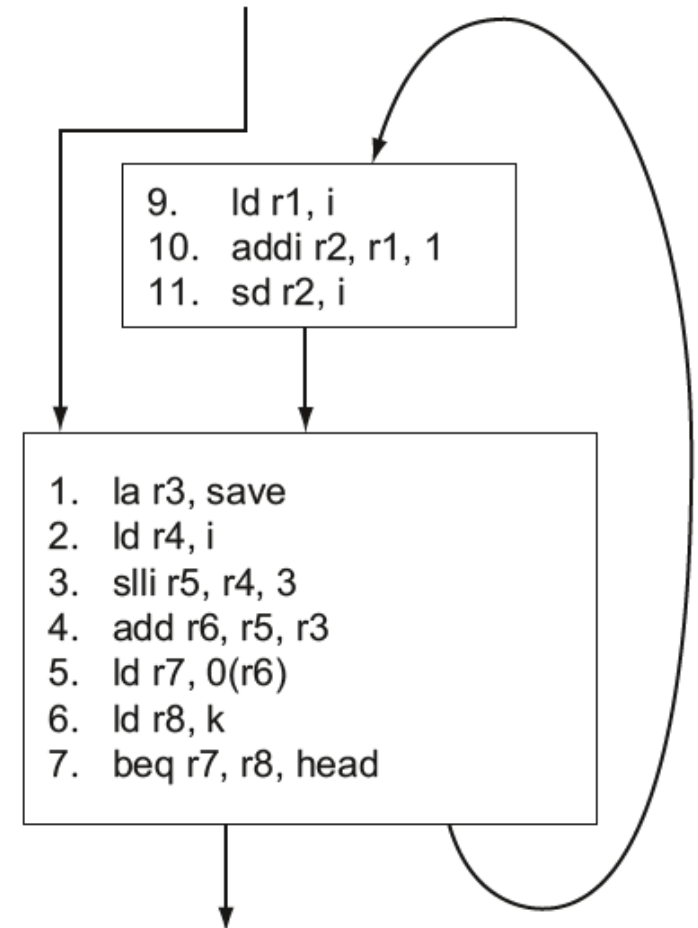 9. ld r1, i
10. addi r2, r1, 1
11. sd r2, i
1. la r3, save
2. ld r4, i
3. slli r5, r4, 3
4. add r6, r5, r3
5. ld r7, 0(r6)
6. ld r8, k
7. beq r7, r8, head